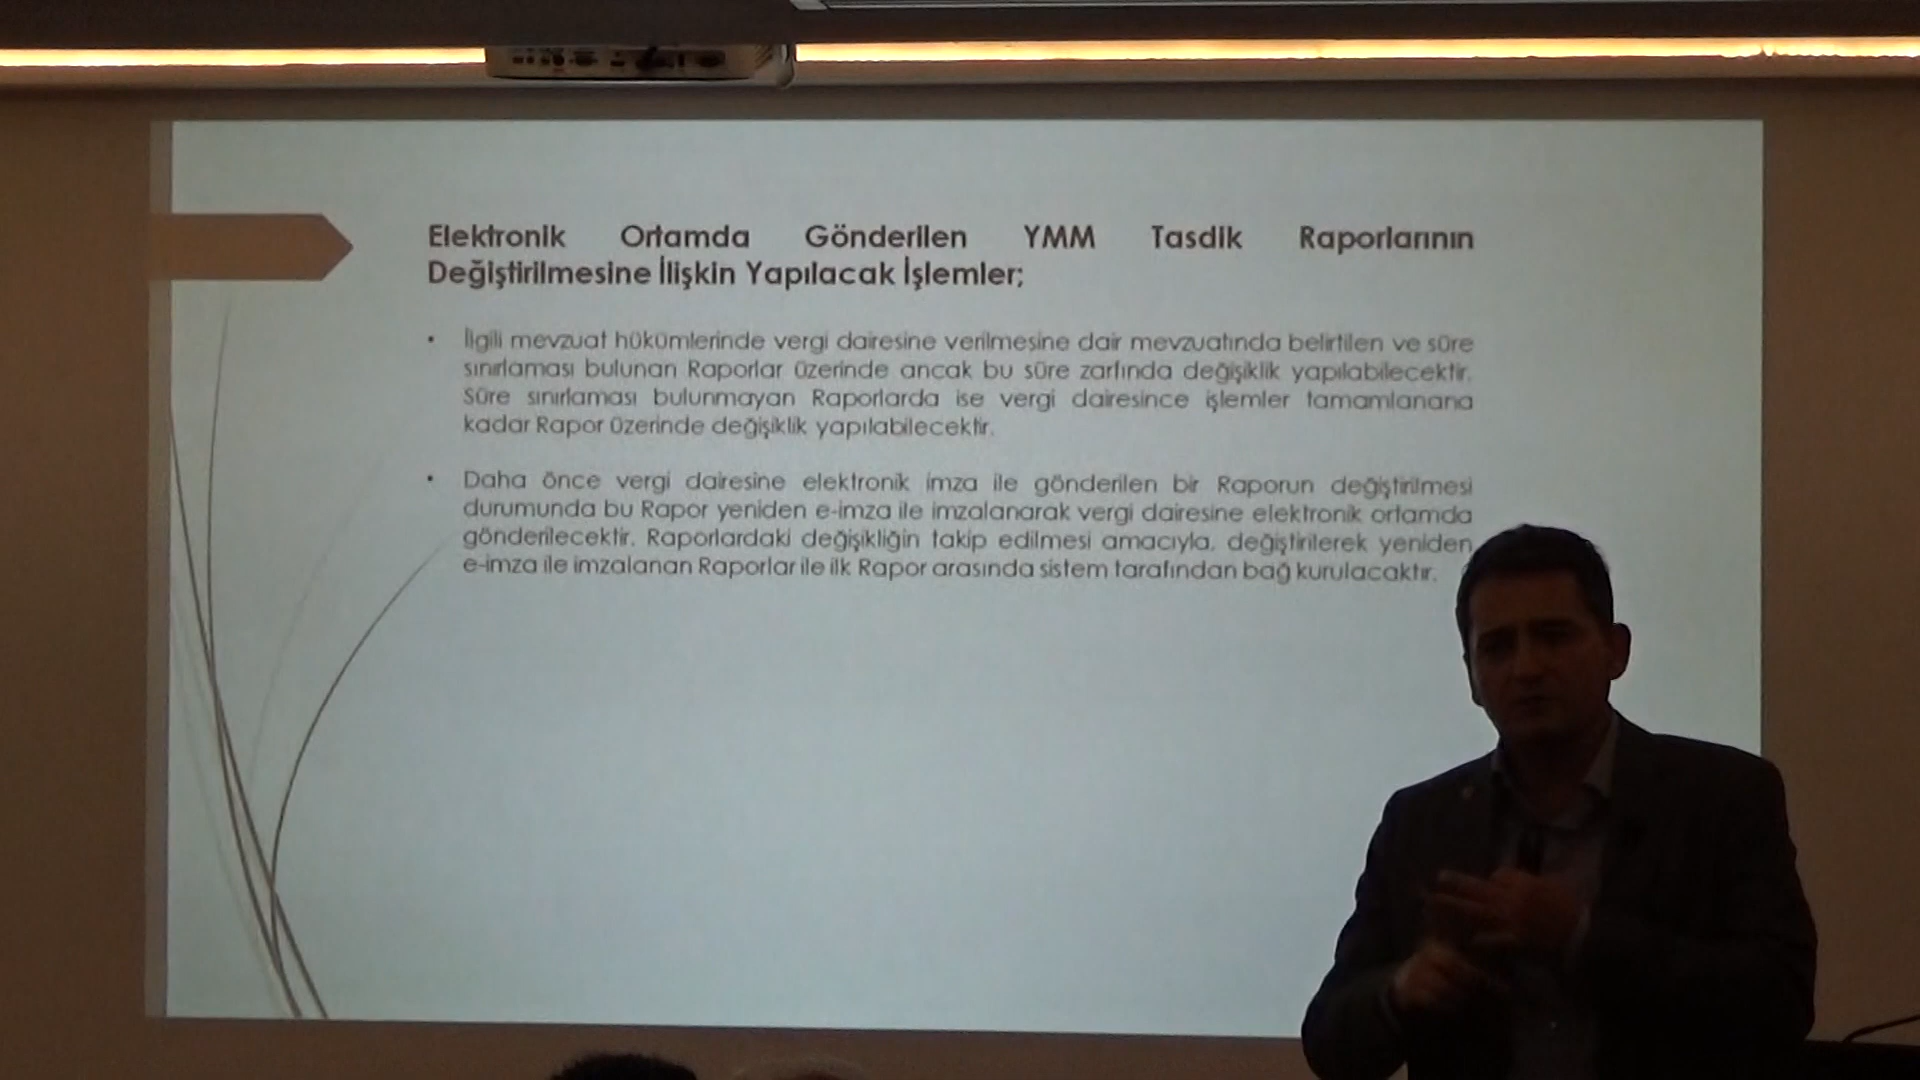 Elektronik Ortamda Gönderilen YMM Tasdik Raporlarının
Değiştirilmesine İlişkin Yapılacak İşlemler;
• İlgili mevzuat hükümlerinde vergi dairesine verilmesine dair mevzuatında belirtilen ve süre
sınırlaması bulunan Raporlar üzerinde ancak bu süre zarfında değişiklik yapılabilecektir.
Süre sınırlaması bulunmayan Raporlarda ise vergi dairesince işlemler tamamlanana
kadar Rapor üzerinde değişiklik yapılabilecektir.
• Daha önce vergi dairesine elektronik imza ile gönderilen bir Raporun değiştirilmesi
durumunda bu Rapor yeniden e-imza ile imzalanarak vergi dairesine elektronik ortamda
gönderilecektir. Raporlardaki değişikliğin takip edilmesi amacıyla, değiştirilerek yeniden
e-imza ile imzalanan Raporlar ile ilk Rapor arasında sistem tarafından bağ kurulacaktır.